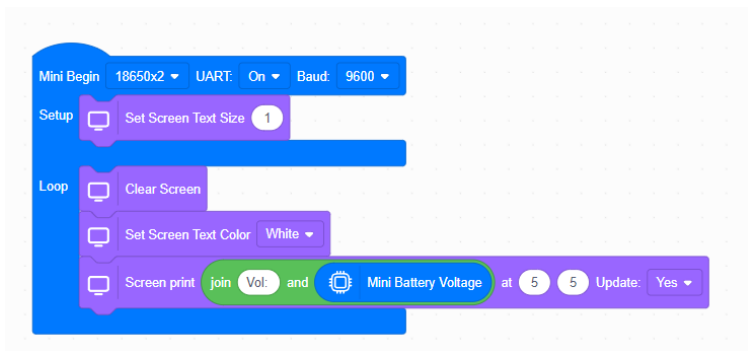 Mini Begin 18650x2 UART: On Baud: 9600
Setup Set Screen Text Size 1
Loop Clear Screen
Set Screen Text Color White
Screen print join Vol: and Mini Battery Voltage at 5 5 Update: Yes